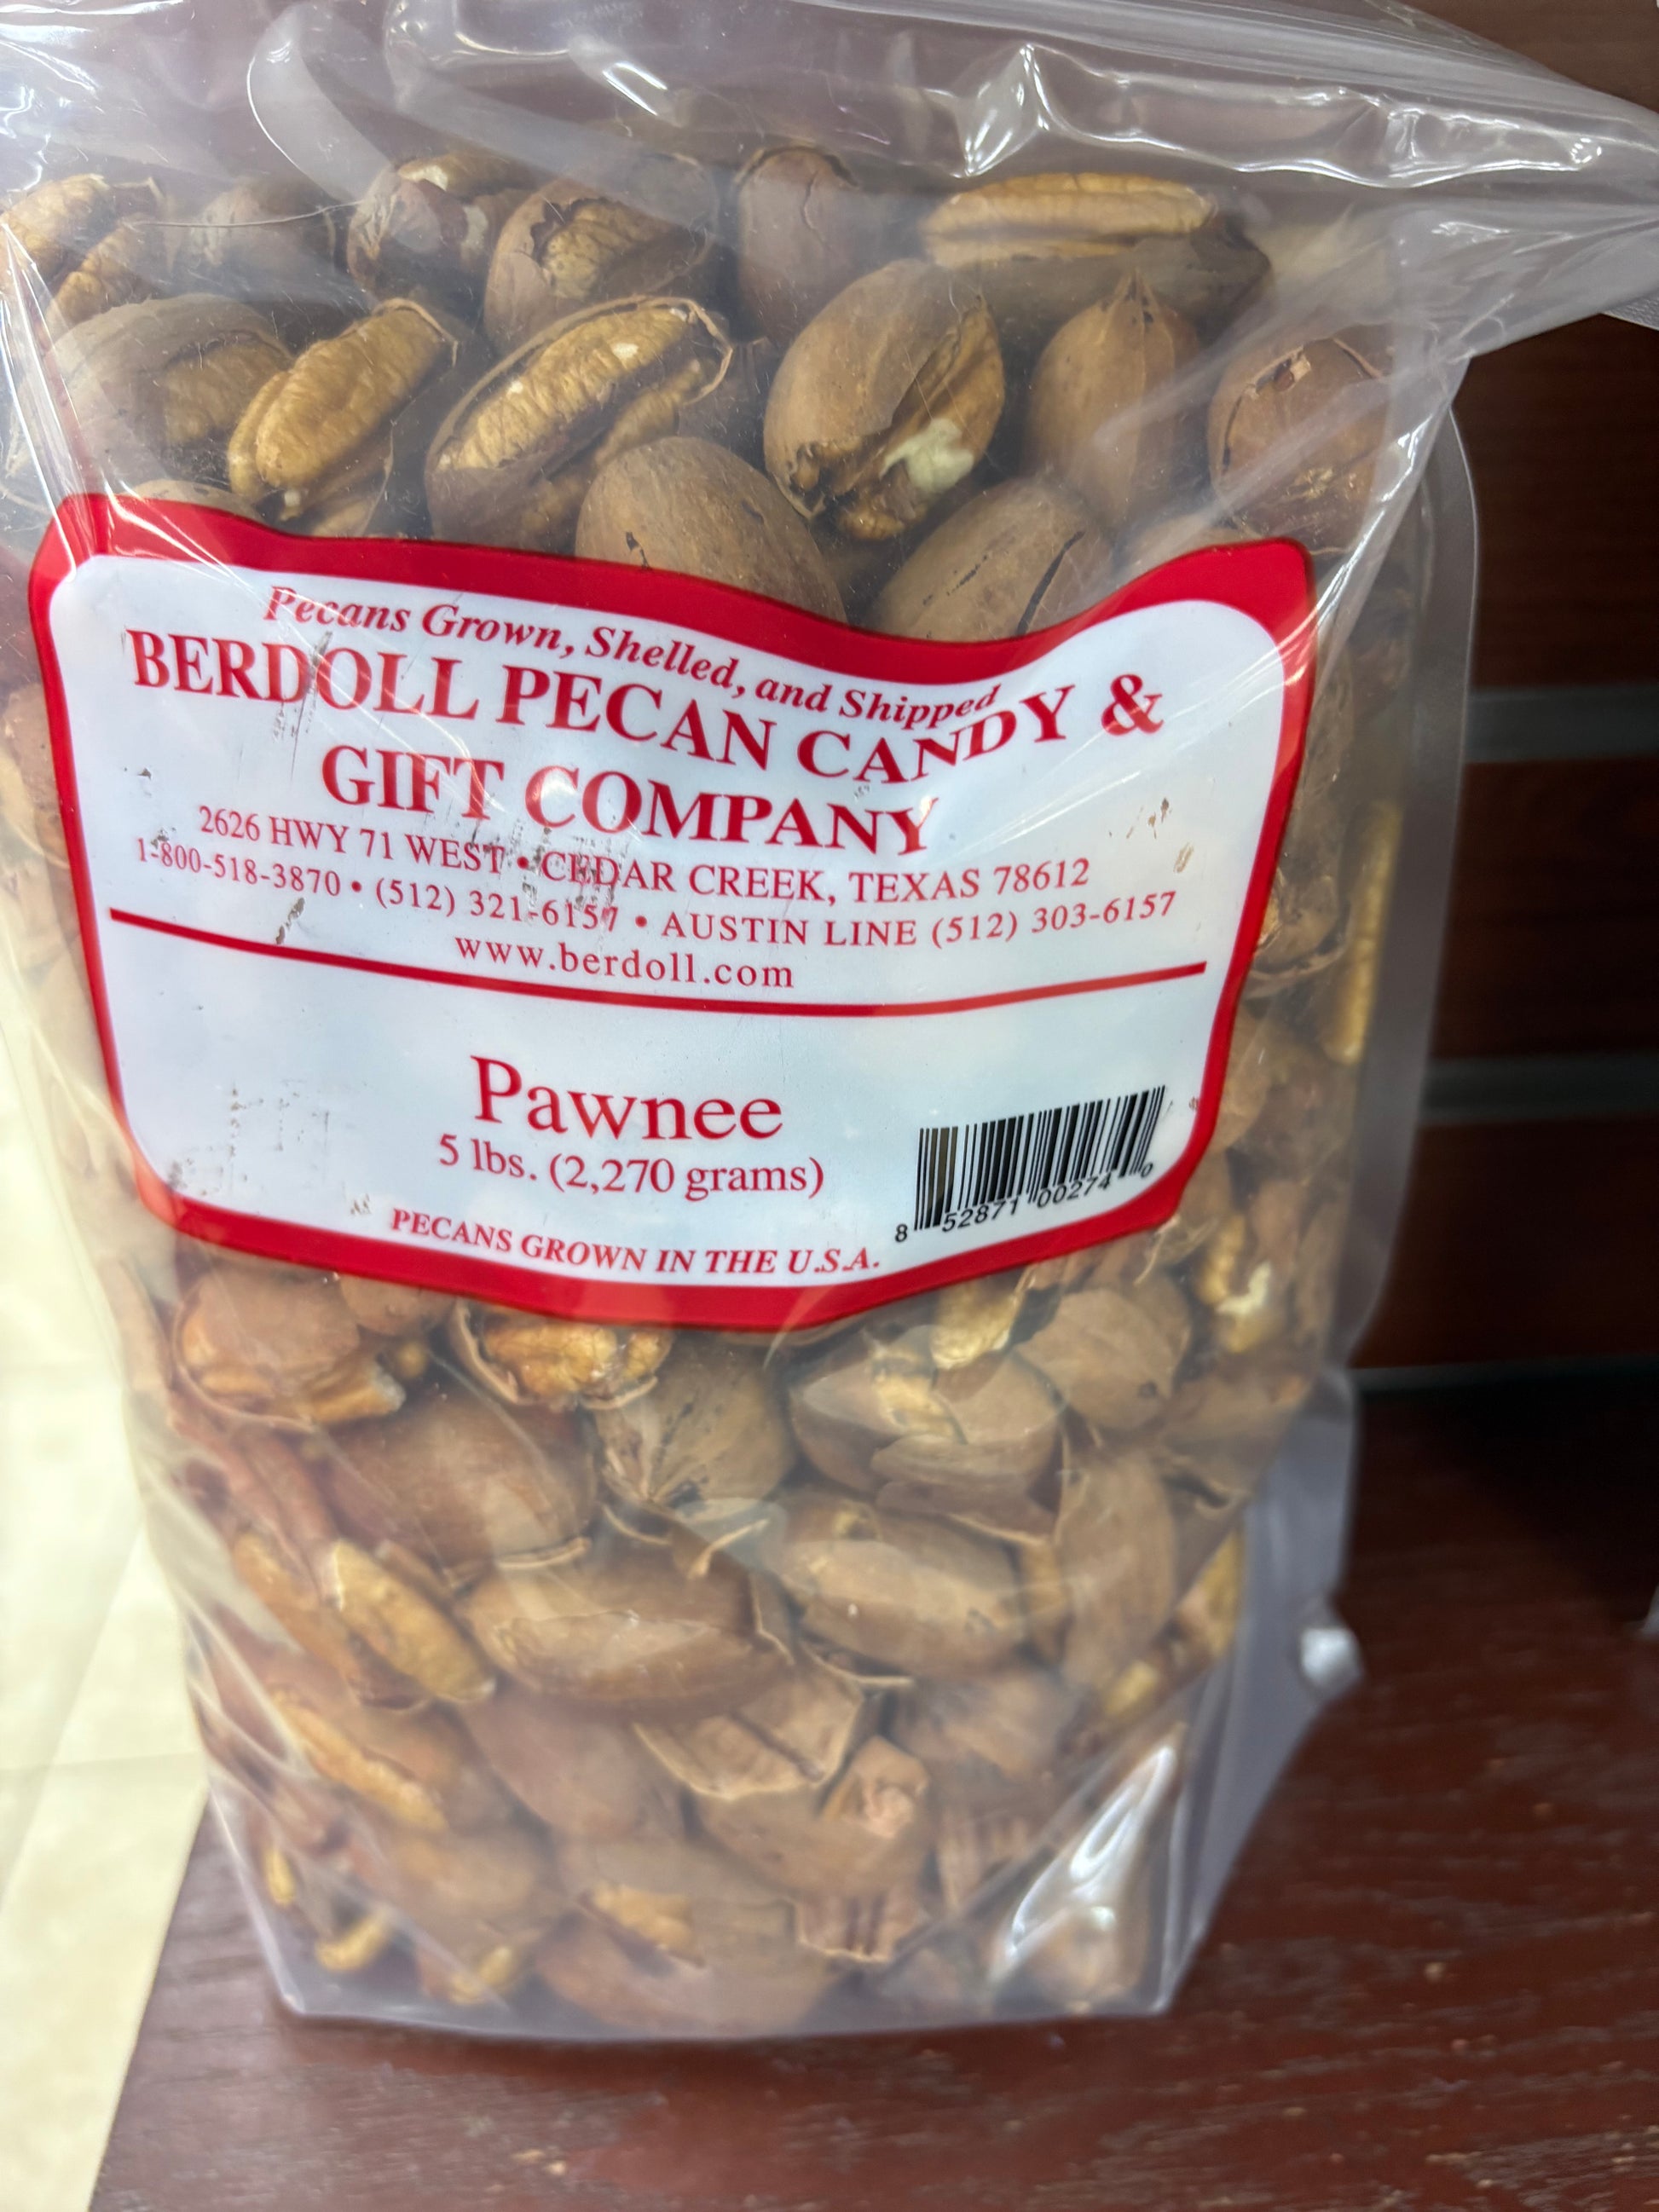 Pecans Grown, Shelled, and Shipped
BERDOLL PECAN CANDY &
GIFT COMPANY
2626 HWY 71 WEST • CEDAR CREEK, TEXAS 78612
1-800-518-3870 • (512) 321-6157 • AUSTIN LINE (512) 303-6157
www.berdoll.com
Pawnee
5 lbs. (2,270 grams)
8 52871 00274 0
PECANS GROWN IN THE U.S.A.